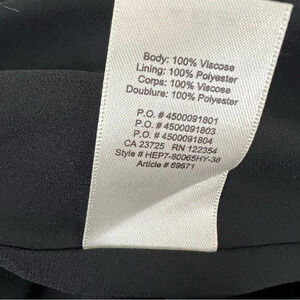 Body: 100% Viscose
Lining: 100% Polyester
Corps: 100% Viscose
Doublure: 100% Polyester
P.O. # 4500091801
P.O. # 4500091803
P.O. # 4500091804
CA 23725 RN 122354
Style # HEP7-80065HY-38
Article # 69671